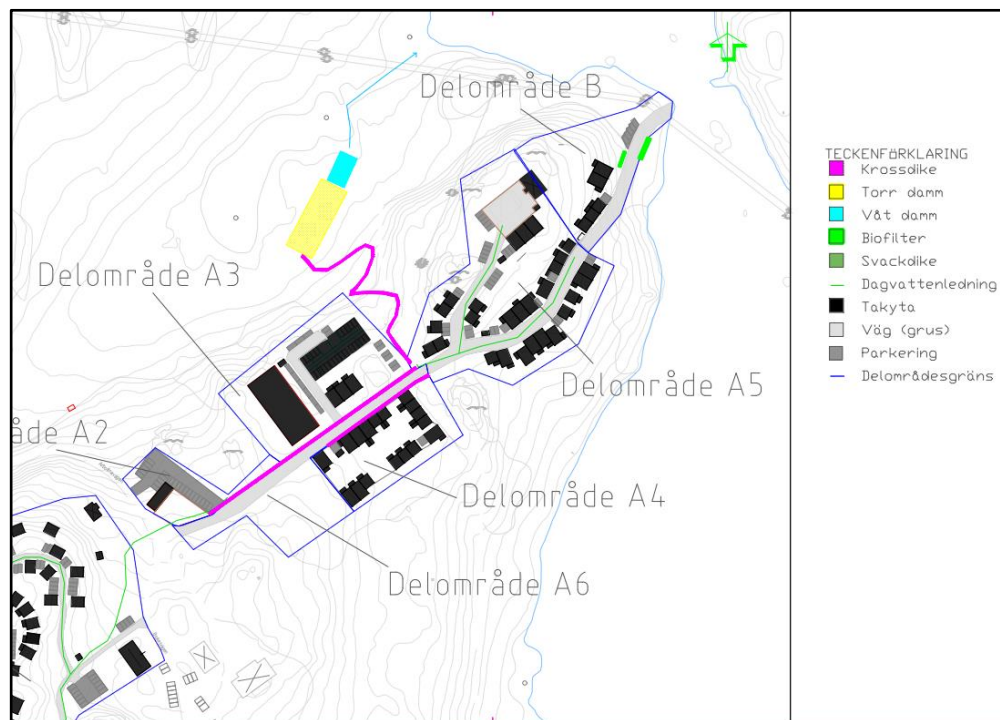 Delområde B
Delområde A3
Delområde A5
åde A2
Delområde A4
Delområde A6
TECKENFÖRKLARING
Krossdike
Torr damm
Våt damm
Biofilter
Svackdike
Dagvattenledning
Takyta
Väg (grus)
Parkering
Delområdesgräns